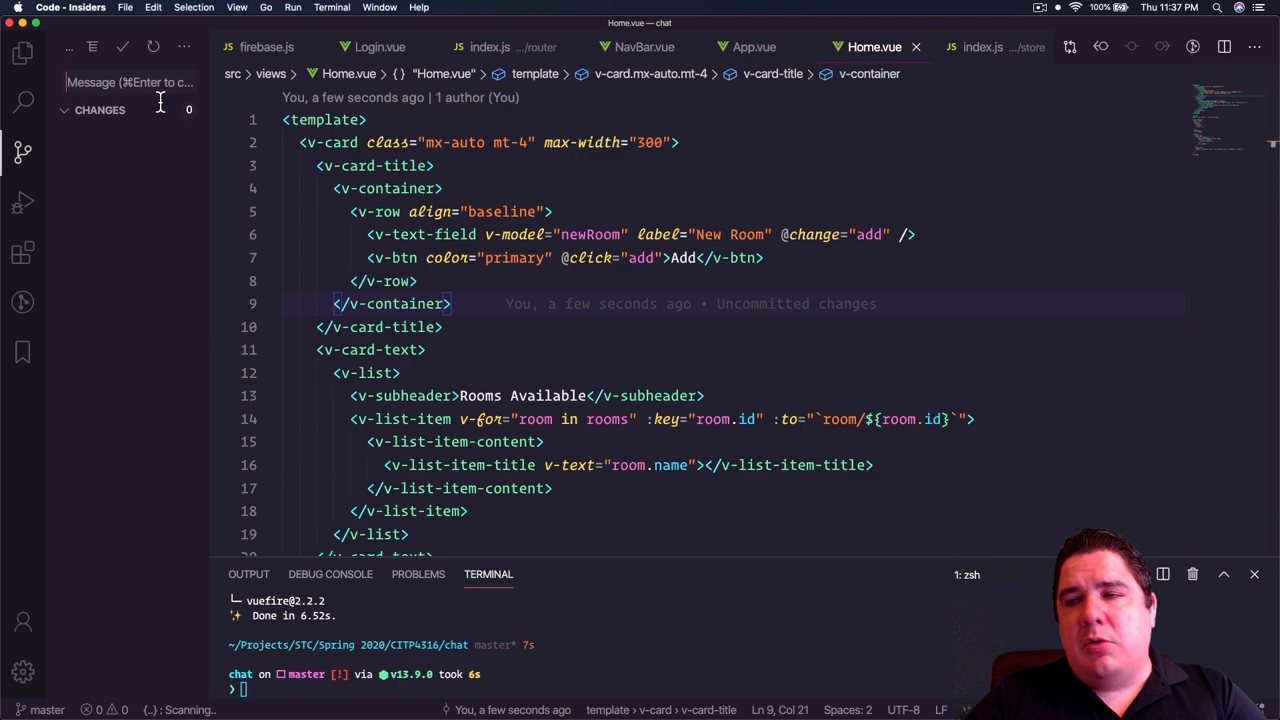 Code - Insiders File Edit Selection View Go Run Terminal Window Help 100% Thu 11:37 PM
Home.vue — chat
... firebase.js Login.vue index.js .../router NavBar.vue App.vue Home.vue index.js .../store
Message (⌘Enter to c...
src > views > Home.vue > {} "Home.vue" > template > v-card.mx-auto.mt-4 > v-card-title > v-container
CHANGES 0
You, a few seconds ago | 1 author (You)
1 <template>
2 <v-card class="mx-auto mt-4" max-width="300">
3 <v-card-title>
4 <v-container>
5 <v-row align="baseline">
6 <v-text-field v-model="newRoom" label="New Room" @change="add" />
7 <v-btn color="primary" @click="add">Add</v-btn>
8 </v-row>
9 </v-container> You, a few seconds ago • Uncommitted changes
10 </v-card-title>
11 <v-card-text>
12 <v-list>
13 <v-subheader>Rooms Available</v-subheader>
14 <v-list-item v-for="room in rooms" :key="room.id" :to="`room/${room.id}`">
15 <v-list-item-content>
16 <v-list-item-title v-text="room.name"></v-list-item-title>
17 </v-list-item-content>
18 </v-list-item>
19 </v-list>
20 </v-card-text>
OUTPUT DEBUG CONSOLE PROBLEMS TERMINAL 1: zsh
└─ vuefire@2.2.2
✨ Done in 6.52s.
~/Projects/STC/Spring 2020/CITP4316/chat master* 7s
chat on master [!] via v13.9.0 took 6s
❯
master 0 0 {..} : Scanning.. You, a few seconds ago template > v-card > v-card-title Ln 9, Col 21 Spaces: 2 UTF-8 LF